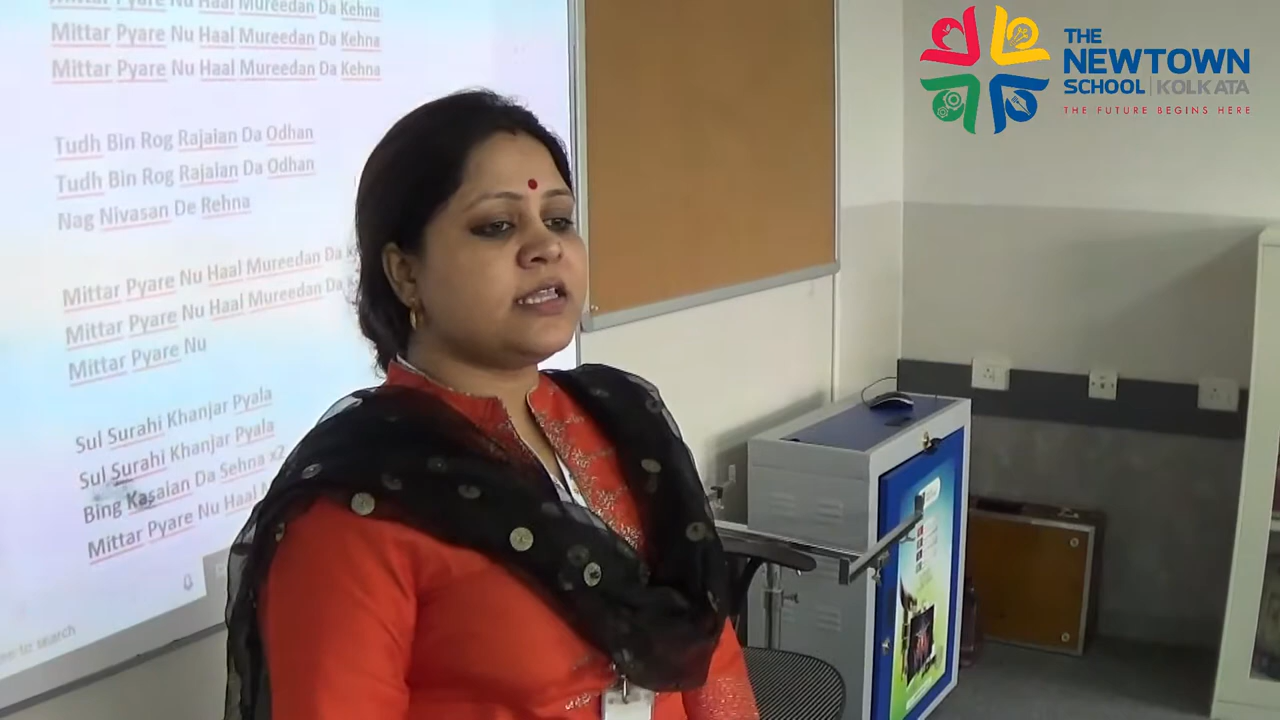 Mittar Pyare Nu Haal Mureedan Da Kehna
Mittar Pyare Nu Haal Mureedan Da Kehna
Mittar Pyare Nu Haal Mureedan Da Kehna
Tudh Bin Rog Rajaian Da Odhan
Tudh Bin Rog Rajaian Da Odhan
Nag Nivasan De Rehna
Mittar Pyare Nu Haal Mureedan Da
Mittar Pyare Nu Haal Mureedan Da
Mittar Pyare Nu
Sul Surahi Khanjar Pyala
Sul Surahi Khanjar Pyala
Bing Kasaian Da Sehna x2
Mittar Pyare Nu Haal
to search
THE
NEWTOWN
SCHOOL | KOLKATA
THE FUTURE BEGINS HERE